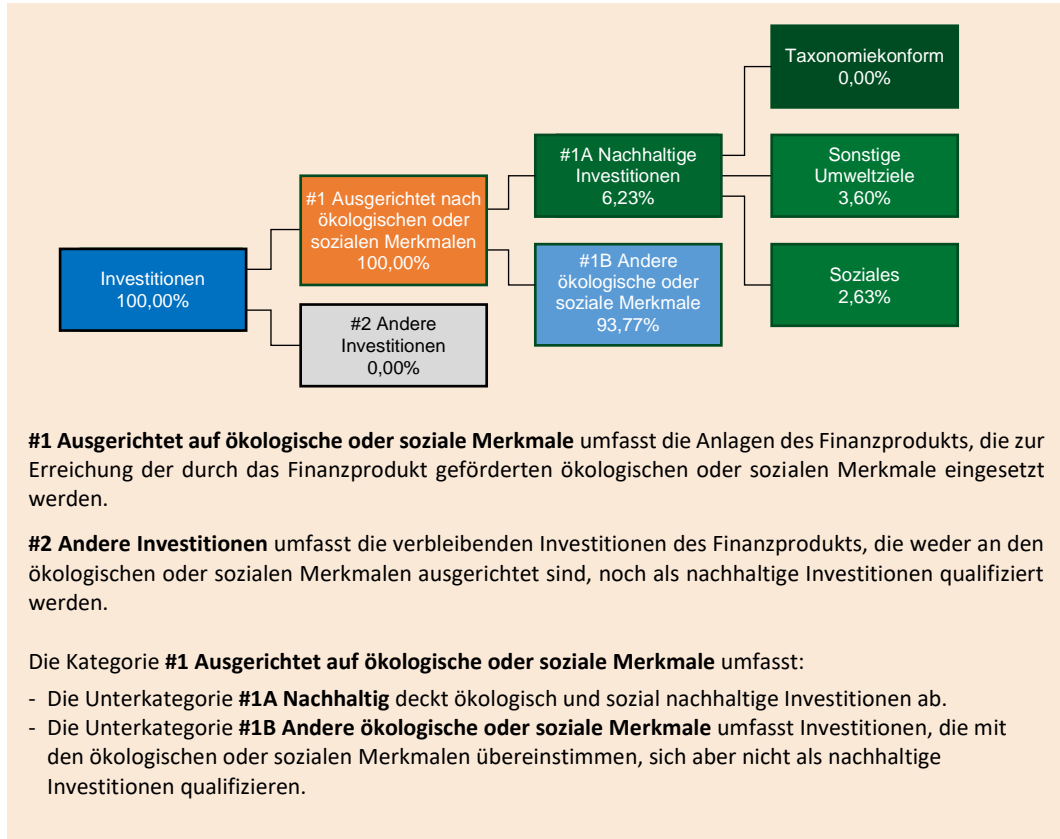 Taxonomiekonform
0,00%
#1A Nachhaltige
Investitionen
6,23%
Sonstige
Umweltziele
3,60%
#1 Ausgerichtet nach
ökologischen oder
sozialen Merkmalen
100,00%
Investitionen
100,00%
#1B Andere
ökologische oder
soziale Merkmale
93,77%
Soziales
2,63%
#2 Andere
Investitionen
0,00%
#1 Ausgerichtet auf ökologische oder soziale Merkmale umfasst die Anlagen des Finanzprodukts, die zur
Erreichung der durch das Finanzprodukt geförderten ökologischen oder sozialen Merkmale eingesetzt
werden.
#2 Andere Investitionen umfasst die verbleibenden Investitionen des Finanzprodukts, die weder an den
ökologischen oder sozialen Merkmalen ausgerichtet sind, noch als nachhaltige Investitionen qualifiziert
werden.
Die Kategorie #1 Ausgerichtet auf ökologische oder soziale Merkmale umfasst:
- Die Unterkategorie #1A Nachhaltig deckt ökologisch und sozial nachhaltige Investitionen ab.
- Die Unterkategorie #1B Andere ökologische oder soziale Merkmale umfasst Investitionen, die mit
den ökologischen oder sozialen Merkmalen übereinstimmen, sich aber nicht als nachhaltige
Investitionen qualifizieren.